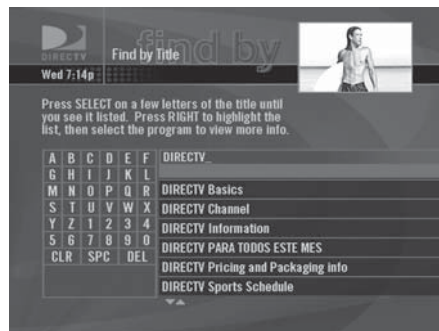 find by
DIRECTV
Find by Title
Wed 7:14p
Press SELECT on a few letters of the title until
you see it listed. Press RIGHT to highlight the
list, then select the program to view more info.
A B C D E F
G H I J K L
M N O P Q R
S T U V W X
Y Z 1 2 3 4
5 6 7 8 9 0
CLR SPC DEL
DIRECTV_
DIRECTV Basics
DIRECTV Channel
DIRECTV Information
DIRECTV PARA TODOS ESTE MES
DIRECTV Pricing and Packaging info
DIRECTV Sports Schedule